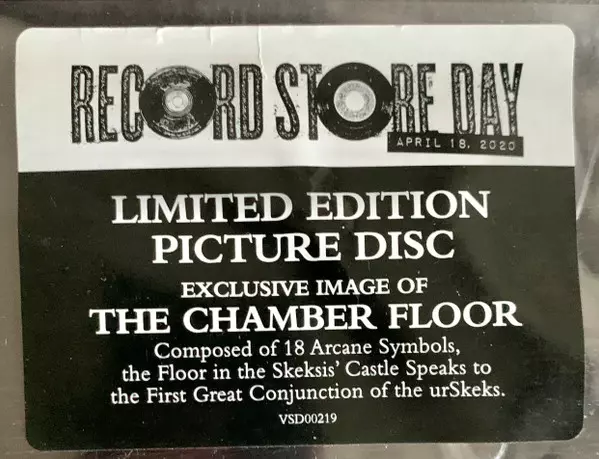 RECORD STORE DAY
APRIL 18, 2020
LIMITED EDITION
PICTURE DISC
EXCLUSIVE IMAGE OF
THE CHAMBER FLOOR
Composed of 18 Arcane Symbols,
the Floor in the Skeksis' Castle Speaks to
the First Great Conjunction of the urSkeks.
VSD00219